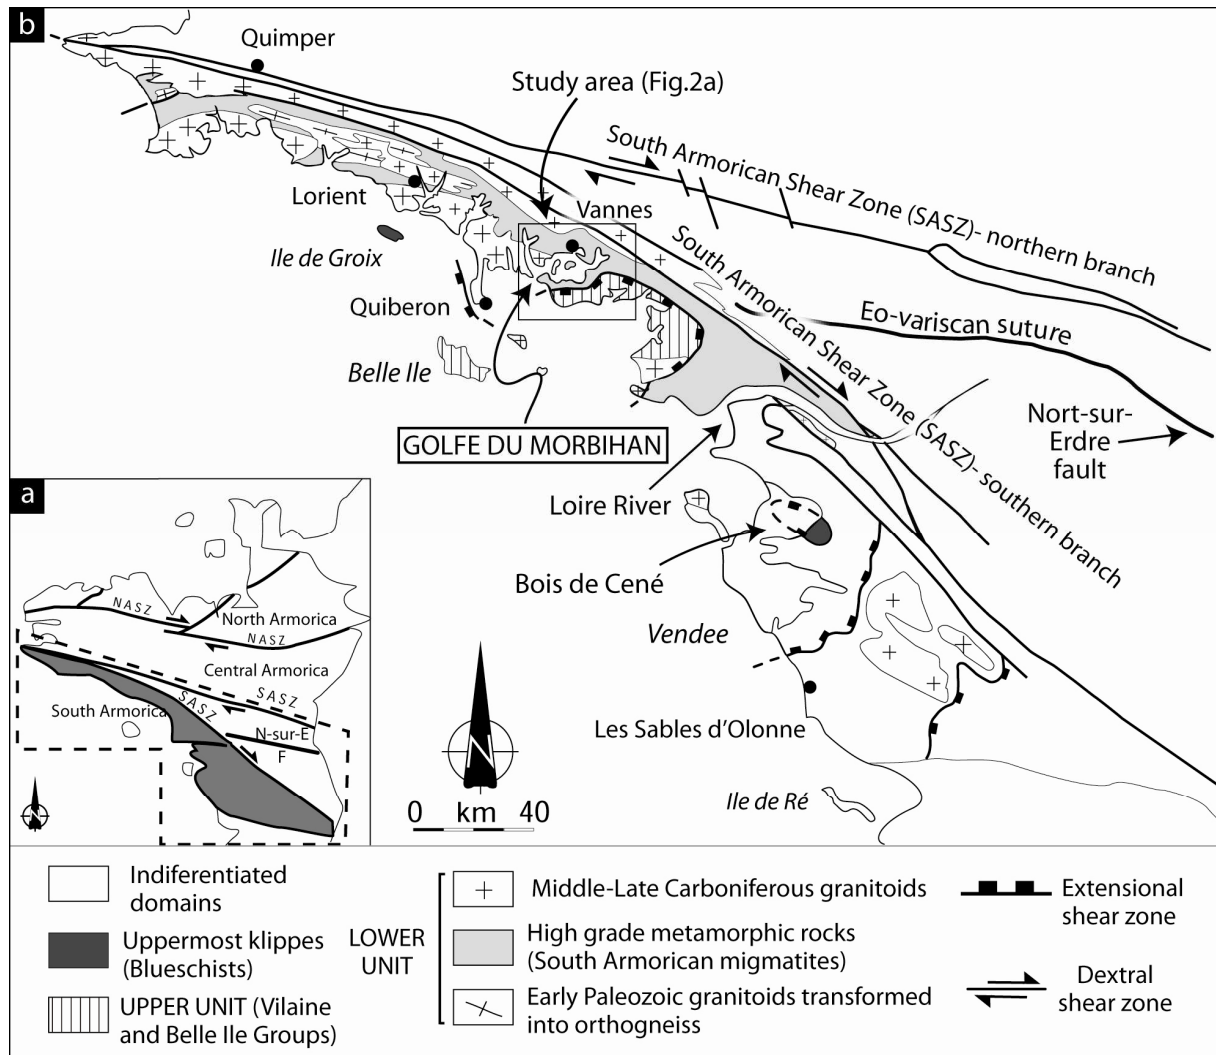 b
Quimper
Study area (Fig.2a)
South Armorican Shear Zone (SASZ)- northern branch
Lorient
Vannes
Ile de Groix
South Armorican Shear Zone (SASZ)- southern branch
Quiberon
Eo-variscan suture
Belle Ile
Nort-sur-
Erdre
fault
GOLFE DU MORBIHAN
Loire River
Bois de Cené
Vendee
Les Sables d’Olonne
Ile de Ré
N
0 km 40
a
NASZ
North Armorica
NASZ
Central Armorica
SASZ
SASZ
South Armorica
N-sur-E
F
N
Indiferentiated
domains
Uppermost klippes
(Blueschists)
UPPER UNIT (Vilaine
and Belle Ile Groups)
LOWER
UNIT
Middle-Late Carboniferous granitoids
High grade metamorphic rocks
(South Armorican migmatites)
Early Paleozoic granitoids transformed
into orthogneiss
Extensional
shear zone
Dextral
shear zone